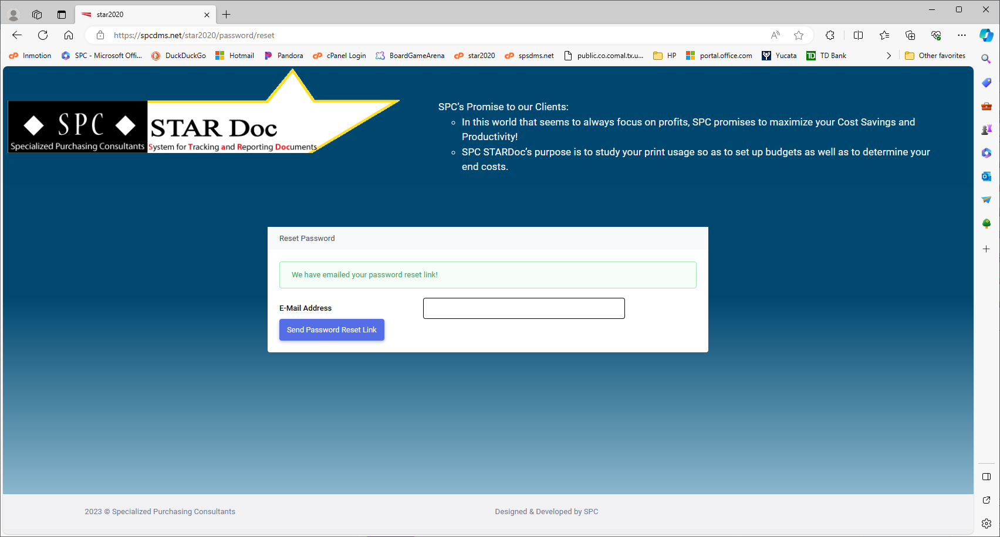 star2020
https://spcdms.net/star2020/password/reset
Inmotion
SPC - Microsoft Offi...
DuckDuckGo
Hotmail
Pandora
cPanel Login
BoardGameArena
star2020
spsdms.net
public.co.comal.tx.u...
HP
portal.office.com
Yucata
TD Bank
Other favorites
SPC
Specialized Purchasing Consultants
STAR Doc
System for Tracking and Reporting Documents
SPC’s Promise to our Clients:
In this world that seems to always focus on profits, SPC promises to maximize your Cost Savings and
Productivity!
SPC STARDoc’s purpose is to study your print usage so as to set up budgets as well as to determine your
end costs.
Reset Password
We have emailed your password reset link!
E-Mail Address
Send Password Reset Link
2023 © Specialized Purchasing Consultants
Designed & Developed by SPC